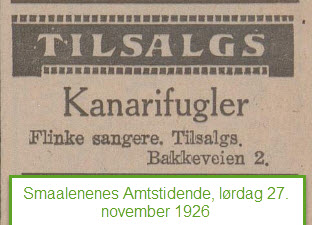 TILSALGS
Kanarifugler
Flinke sangere. Tilsalgs.
Bakkeveien 2.
Smaalenenes Amtstidende, lørdag 27.
november 1926